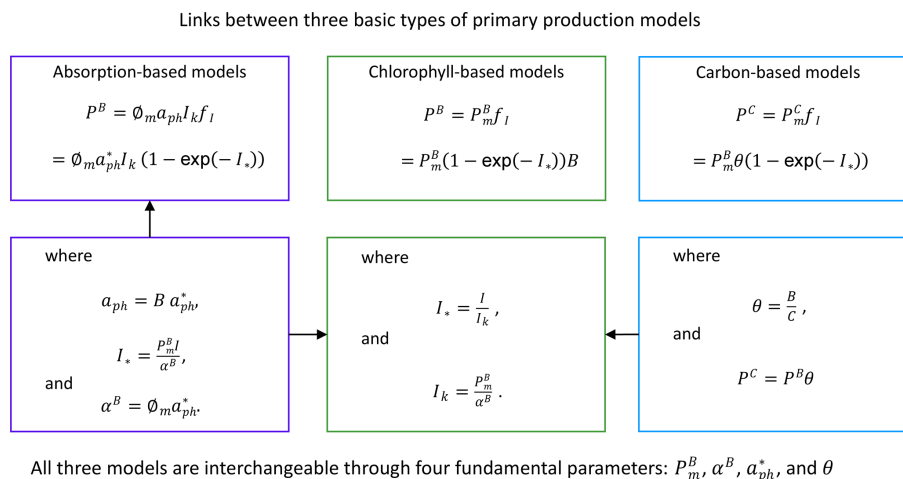 Links between three basic types of primary production models
Absorption-based models
P^B = ∅_m a_ph I_k f_I
= ∅_m a*_ph I_k (1 − exp(− I_*))
Chlorophyll-based models
P^B = P^B_m f_I
= P^B_m (1 − exp(− I_*))B
Carbon-based models
P^C = P^C_m f_I
= P^B_m θ(1 − exp(− I_*))
where
a_ph = B a*_ph,
I_* = P^B_m I / α^B,
and
α^B = ∅_m a*_ph.
where
I_* = I / I_k ,
and
I_k = P^B_m / α^B .
where
θ = B / C ,
and
P^C = P^B θ
All three models are interchangeable through four fundamental parameters: P^B_m, α^B, a*_ph, and θ